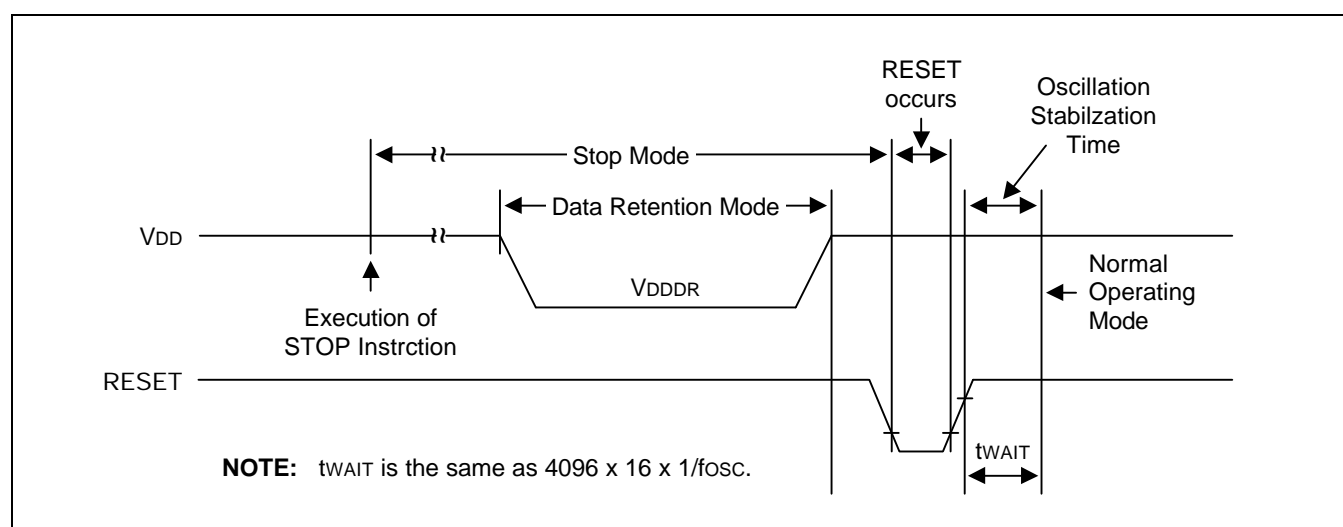 RESET
occurs
Oscillation
Stabilzation
Time
Stop Mode
Data Retention Mode
VDD
VDDDR
Execution of
STOP Instrction
Normal
Operating
Mode
RESET
NOTE: tWAIT is the same as 4096 x 16 x 1/fOSC.
tWAIT